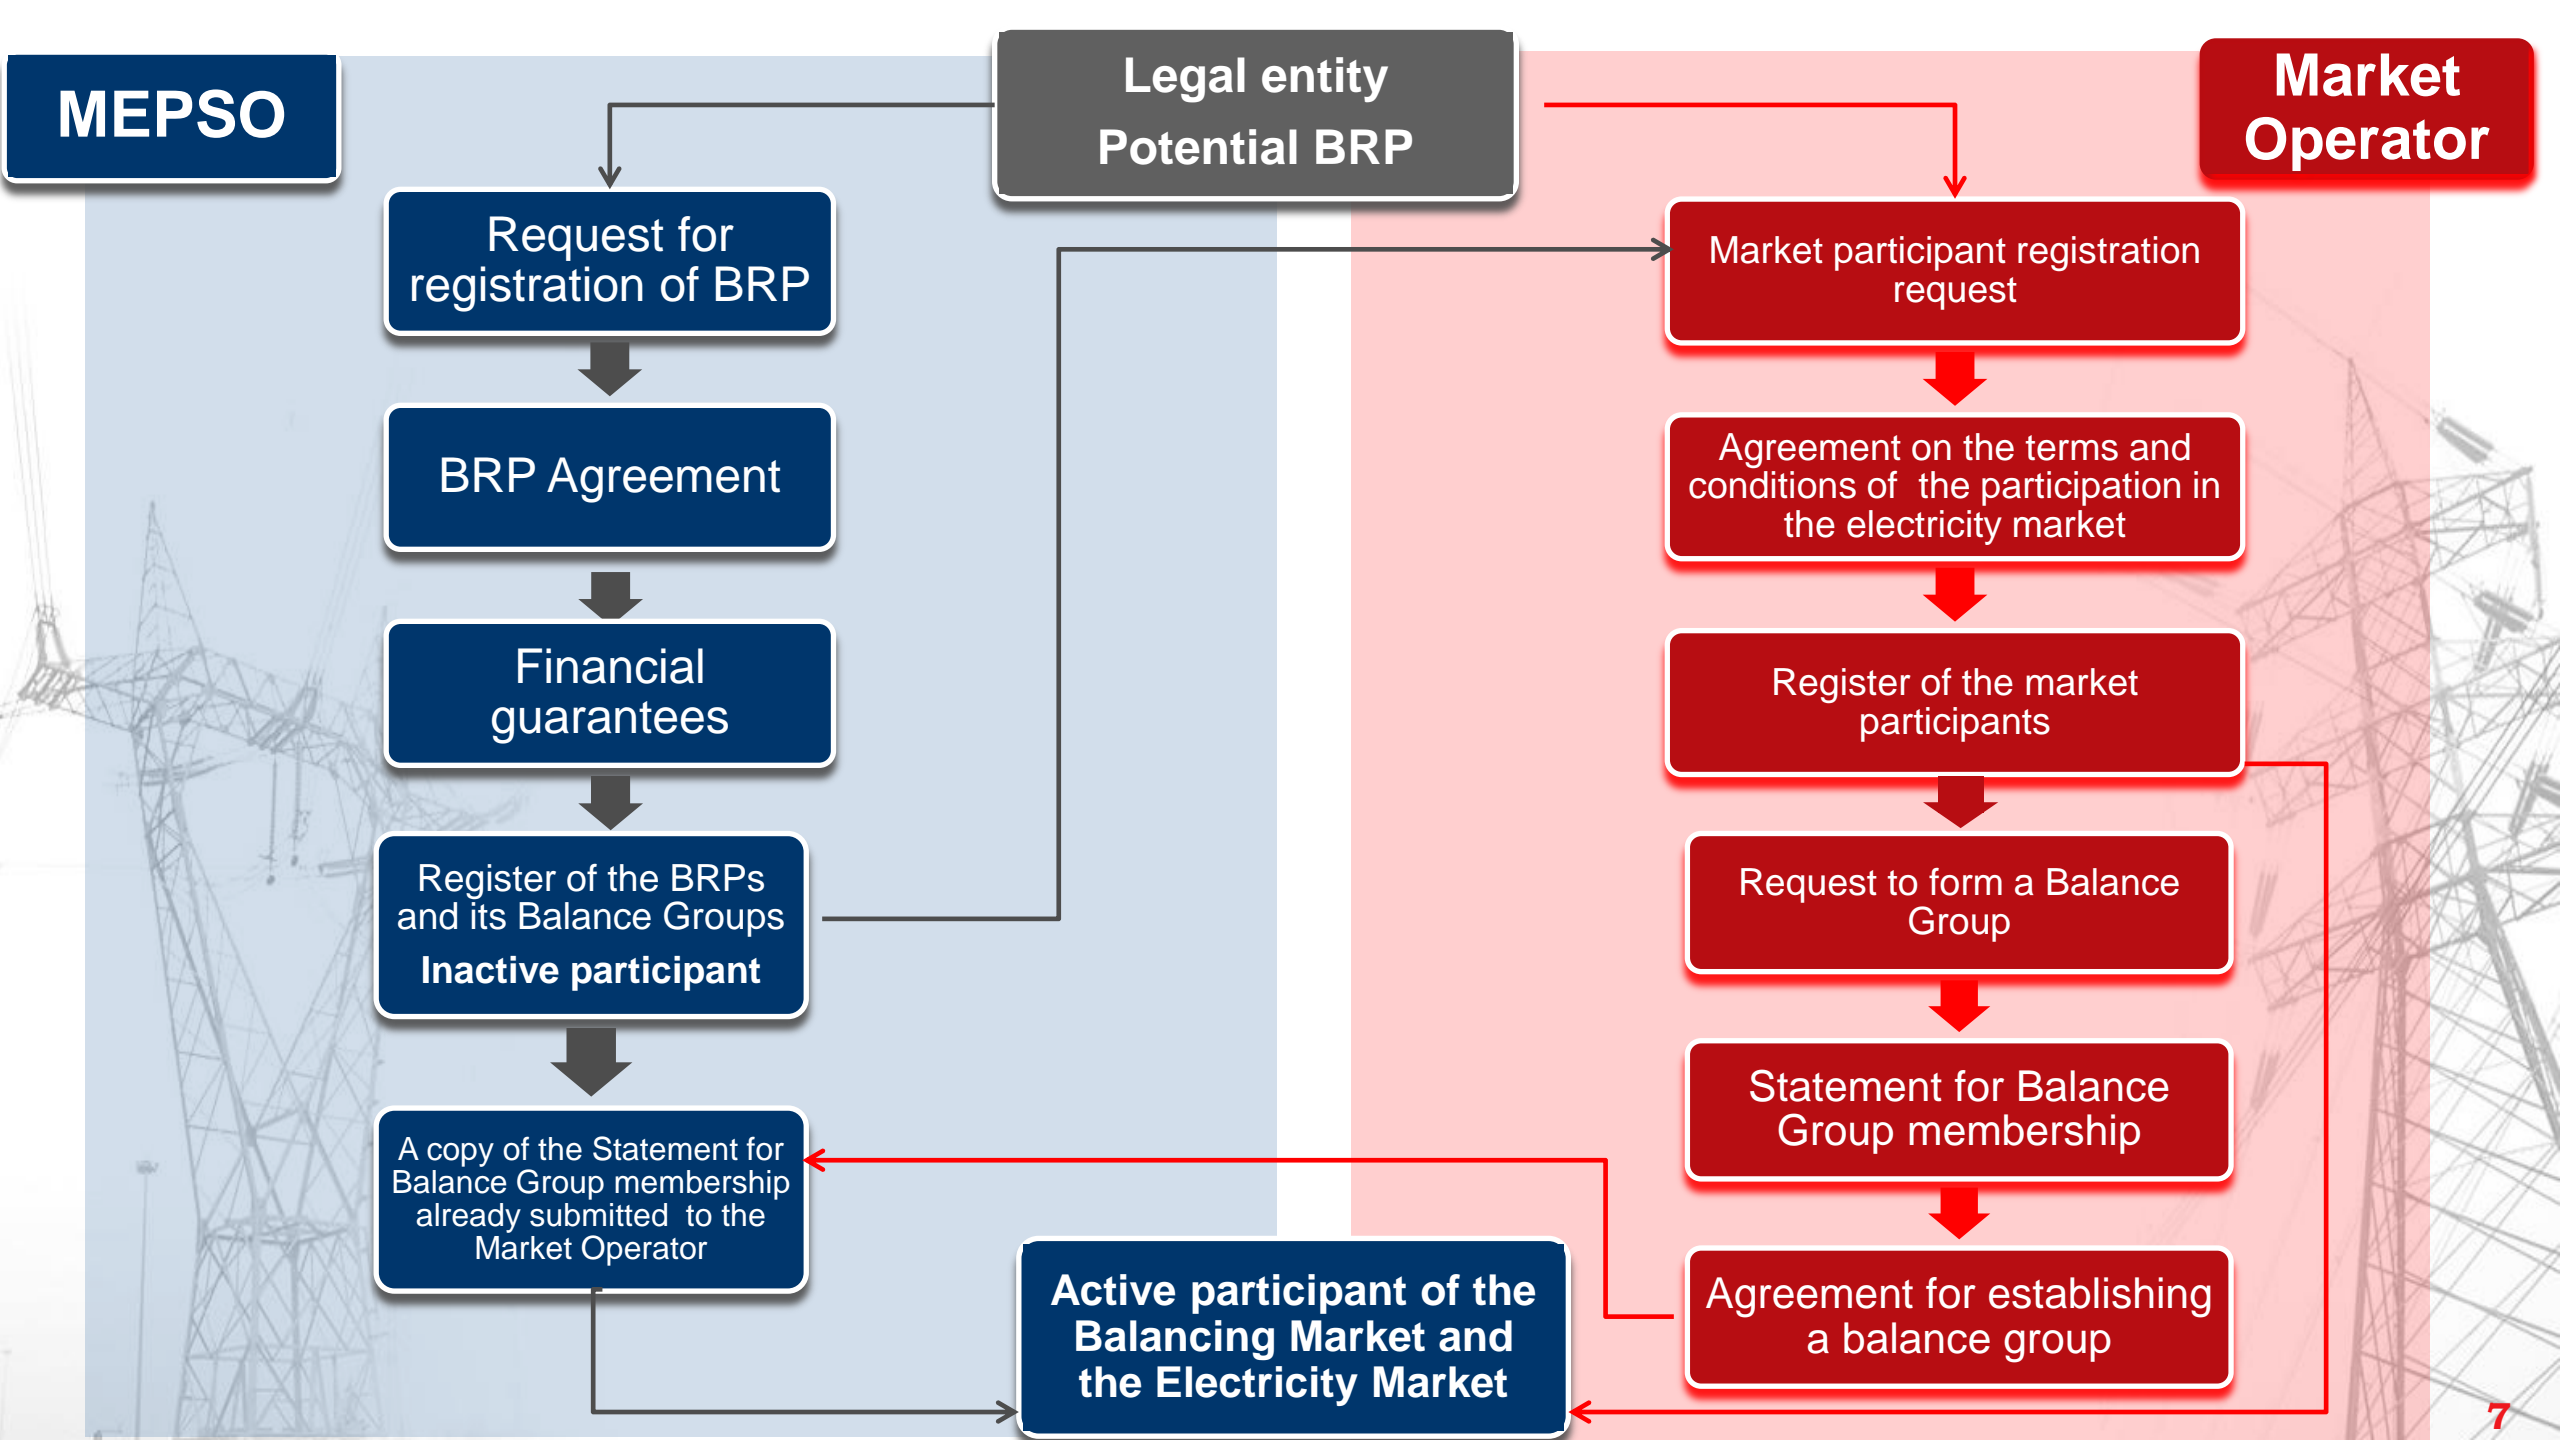 MEPSO
Legal entity
Potential BRP
Market
Operator
Request for
registration of BRP
BRP Agreement
Financial
guarantees
Register of the BRPs
and its Balance Groups
Inactive participant
A copy of the Statement for
Balance Group membership
already submitted  to the
Market Operator
Market participant registration
request
Agreement on the terms and
conditions of  the participation in
the electricity market
Register of the market
participants
Request to form a Balance
Group
Statement for Balance
Group membership
Agreement for establishing
a balance group
Active participant of the
Balancing Market and
the Electricity Market
7